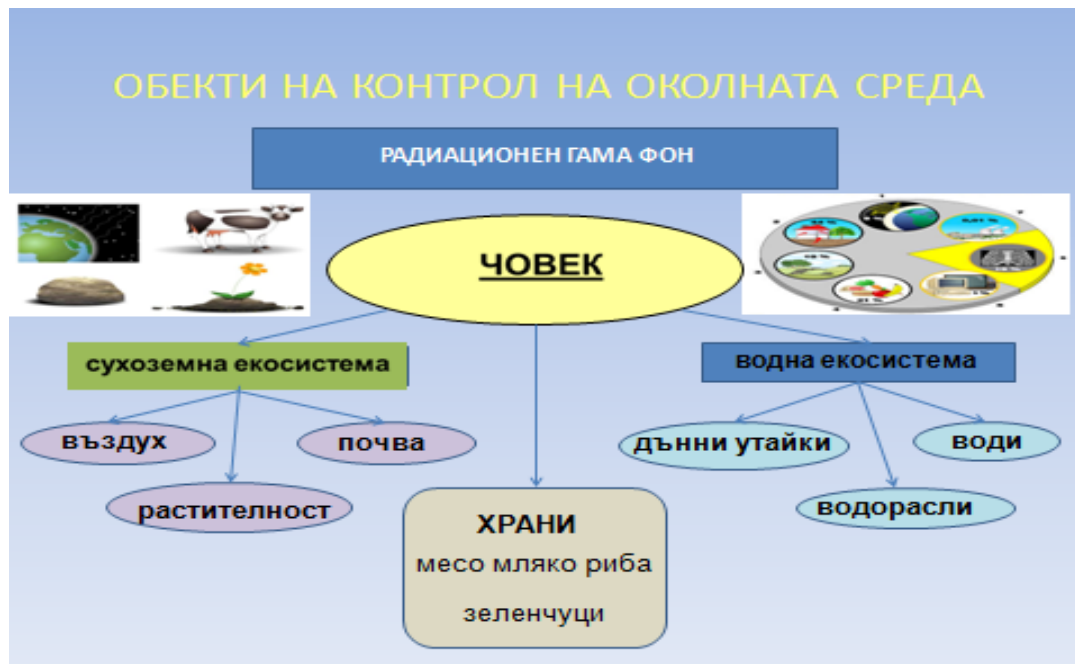 ОБЕКТИ НА КОНТРОЛ НА ОКОЛНАТА СРЕДА
РАДИАЦИОНЕН ГАМА ФОН
ЧОВЕК
сухоземна екосистема
водна екосистема
въздух
почва
дънни утайки
води
растителност
водорасли
ХРАНИ
месо мляко риба
зеленчуци